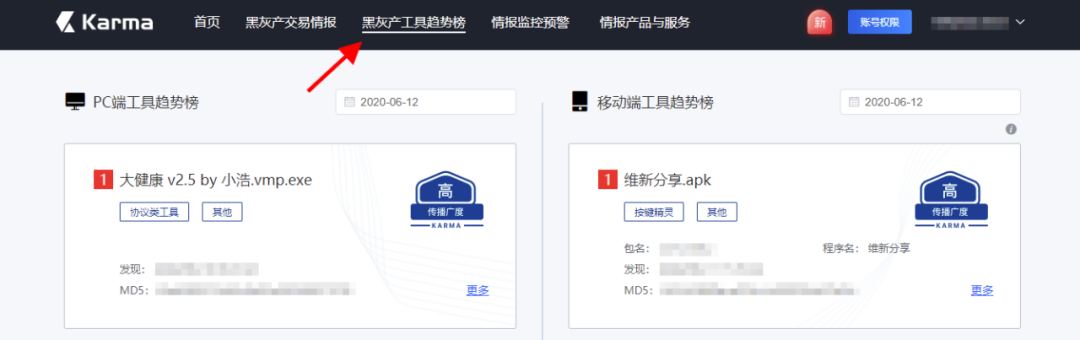 Karma 首页 黑灰产交易情报 黑灰产工具趋势榜 情报监控预警 情报产品与服务 新 账号权限
PC端工具趋势榜 2020-06-12
1 大健康 v2.5 by 小浩.vmp.exe
协议类工具 其他
高
传播广度
KARMA
发现：
MD5： 更多
移动端工具趋势榜 2020-06-12
1 维新分享.apk
按键精灵 其他
高
传播广度
KARMA
包名： 程序名： 维新分享
发现：
MD5： 更多